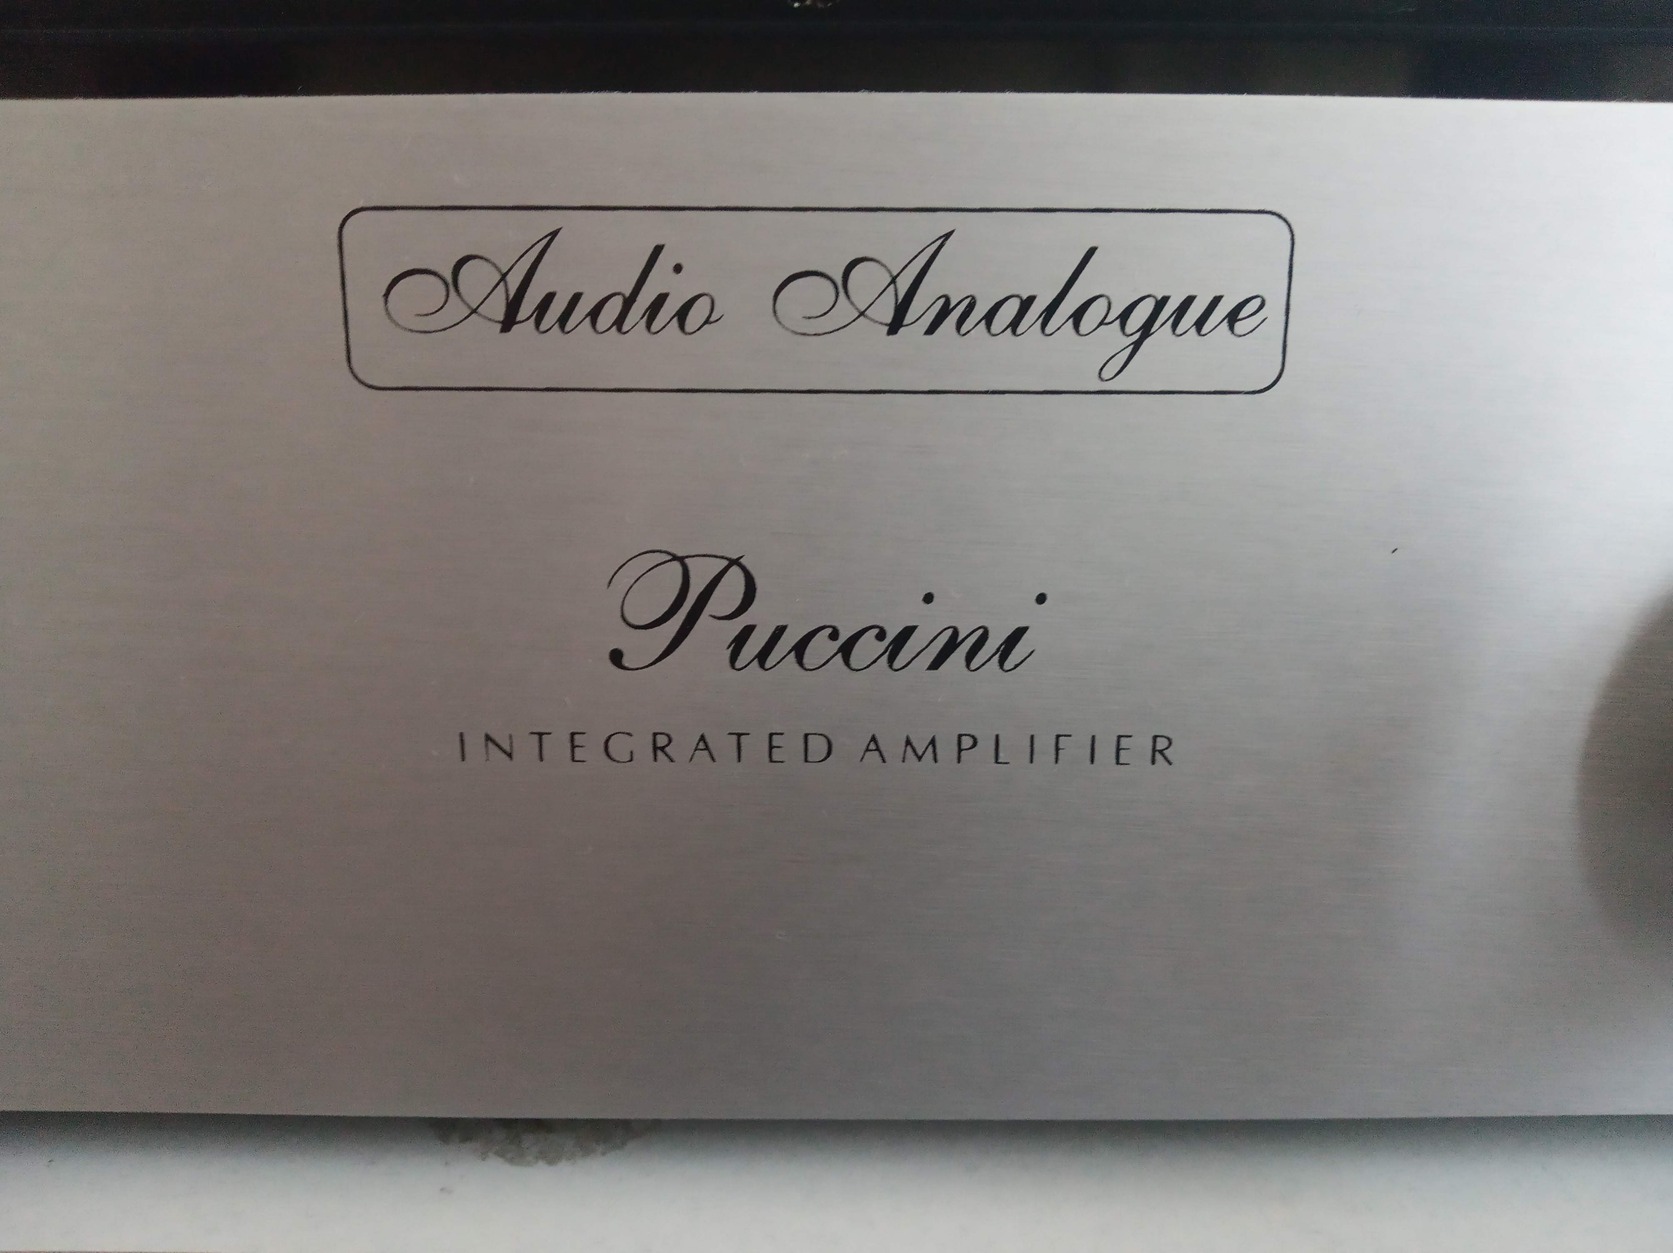 Audio Analogue
Puccini
INTEGRATED AMPLIFIER